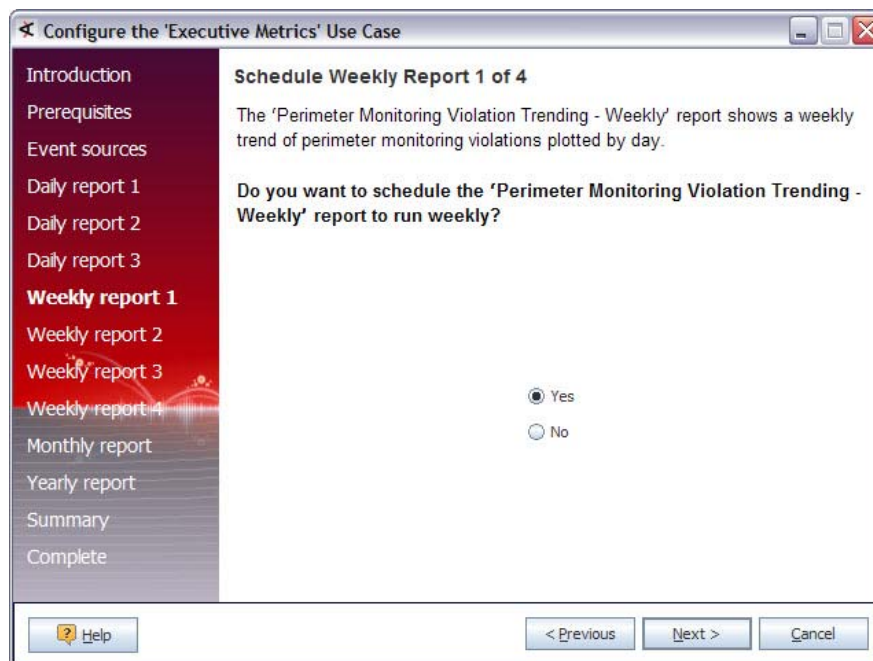 Configure the 'Executive Metrics' Use Case
Introduction
Prerequisites
Event sources
Daily report 1
Daily report 2
Daily report 3
Weekly report 1
Weekly report 2
Weekly report 3
Weekly report 4
Monthly report
Yearly report
Summary
Complete
Schedule Weekly Report 1 of 4
The 'Perimeter Monitoring Violation Trending - Weekly' report shows a weekly
trend of perimeter monitoring violations plotted by day.
Do you want to schedule the 'Perimeter Monitoring Violation Trending -
Weekly' report to run weekly?
Yes
No
Help
< Previous
Next >
Cancel